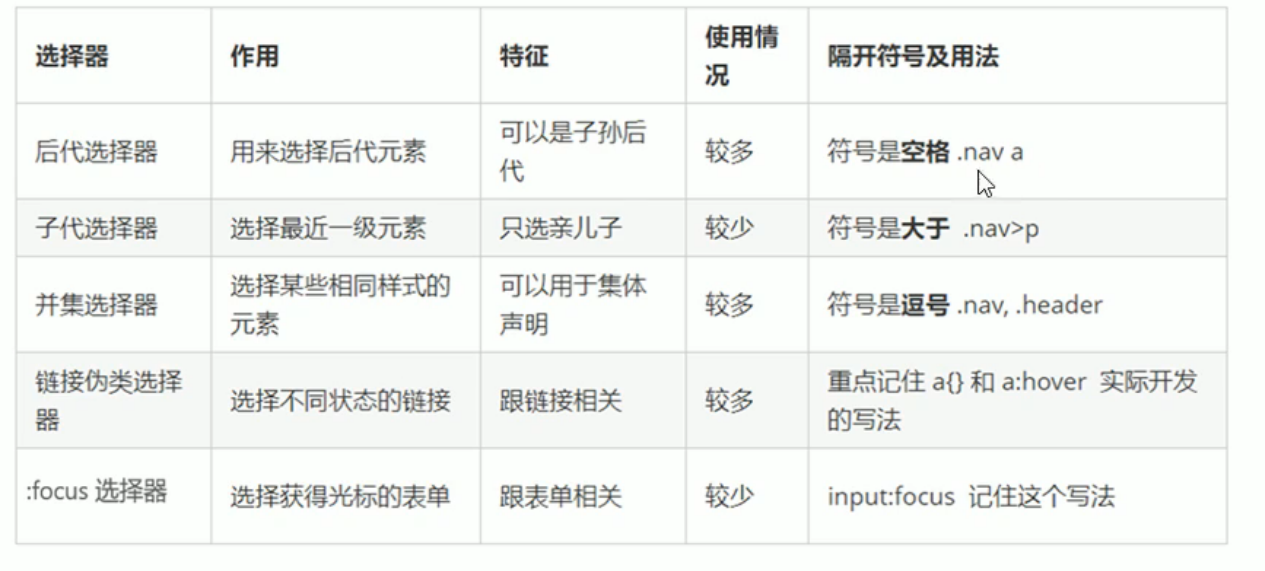 选择器 作用 特征 使用情况 隔开符号及用法
后代选择器 用来选择后代元素 可以是子孙后代 较多 符号是空格 .nav a
子代选择器 选择最近一级元素 只选亲儿子 较少 符号是大于 .nav>p
并集选择器 选择某些相同样式的元素 可以用于集体声明 较多 符号是逗号 .nav, .header
链接伪类选择器 选择不同状态的链接 跟链接相关 较多 重点记住 a{} 和 a:hover 实际开发的写法
:focus 选择器 选择获得光标的表单 跟表单相关 较少 input:focus 记住这个写法